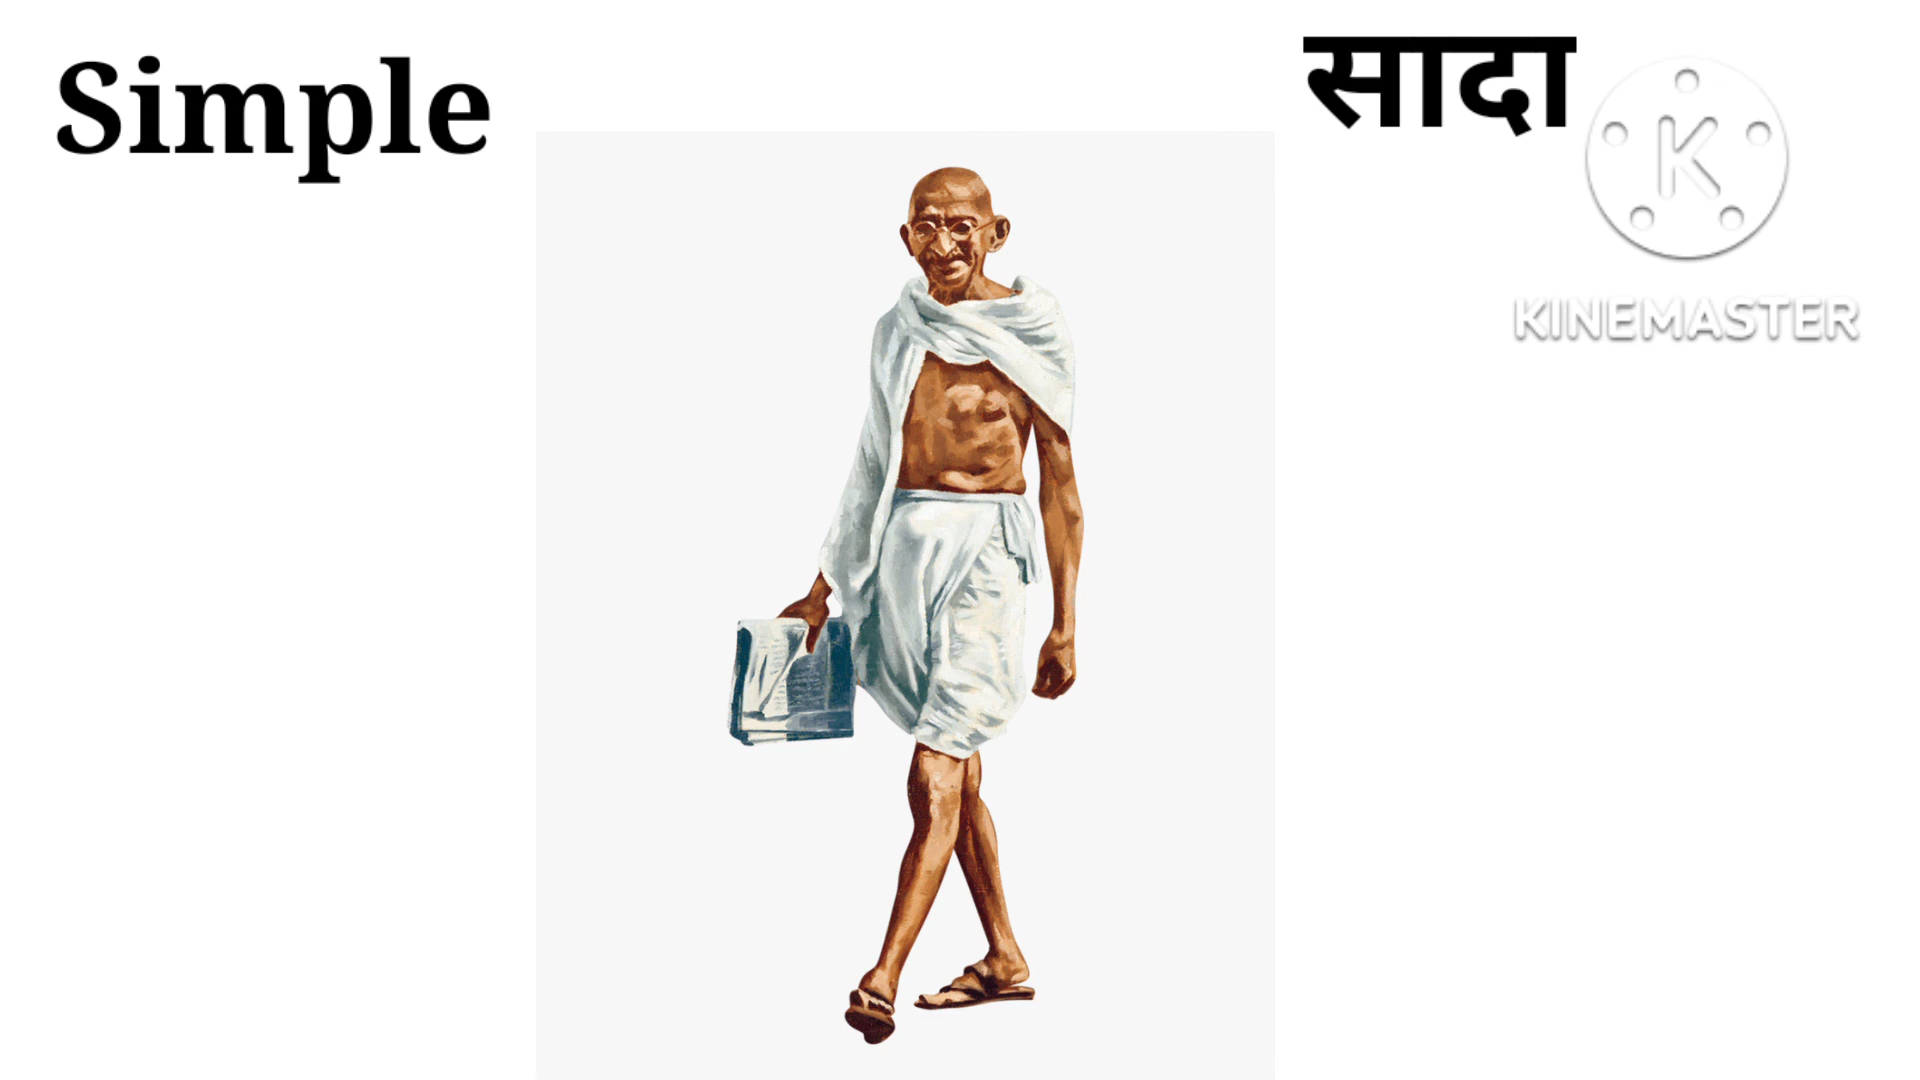 Simple
सादा
K
KINEMASTER